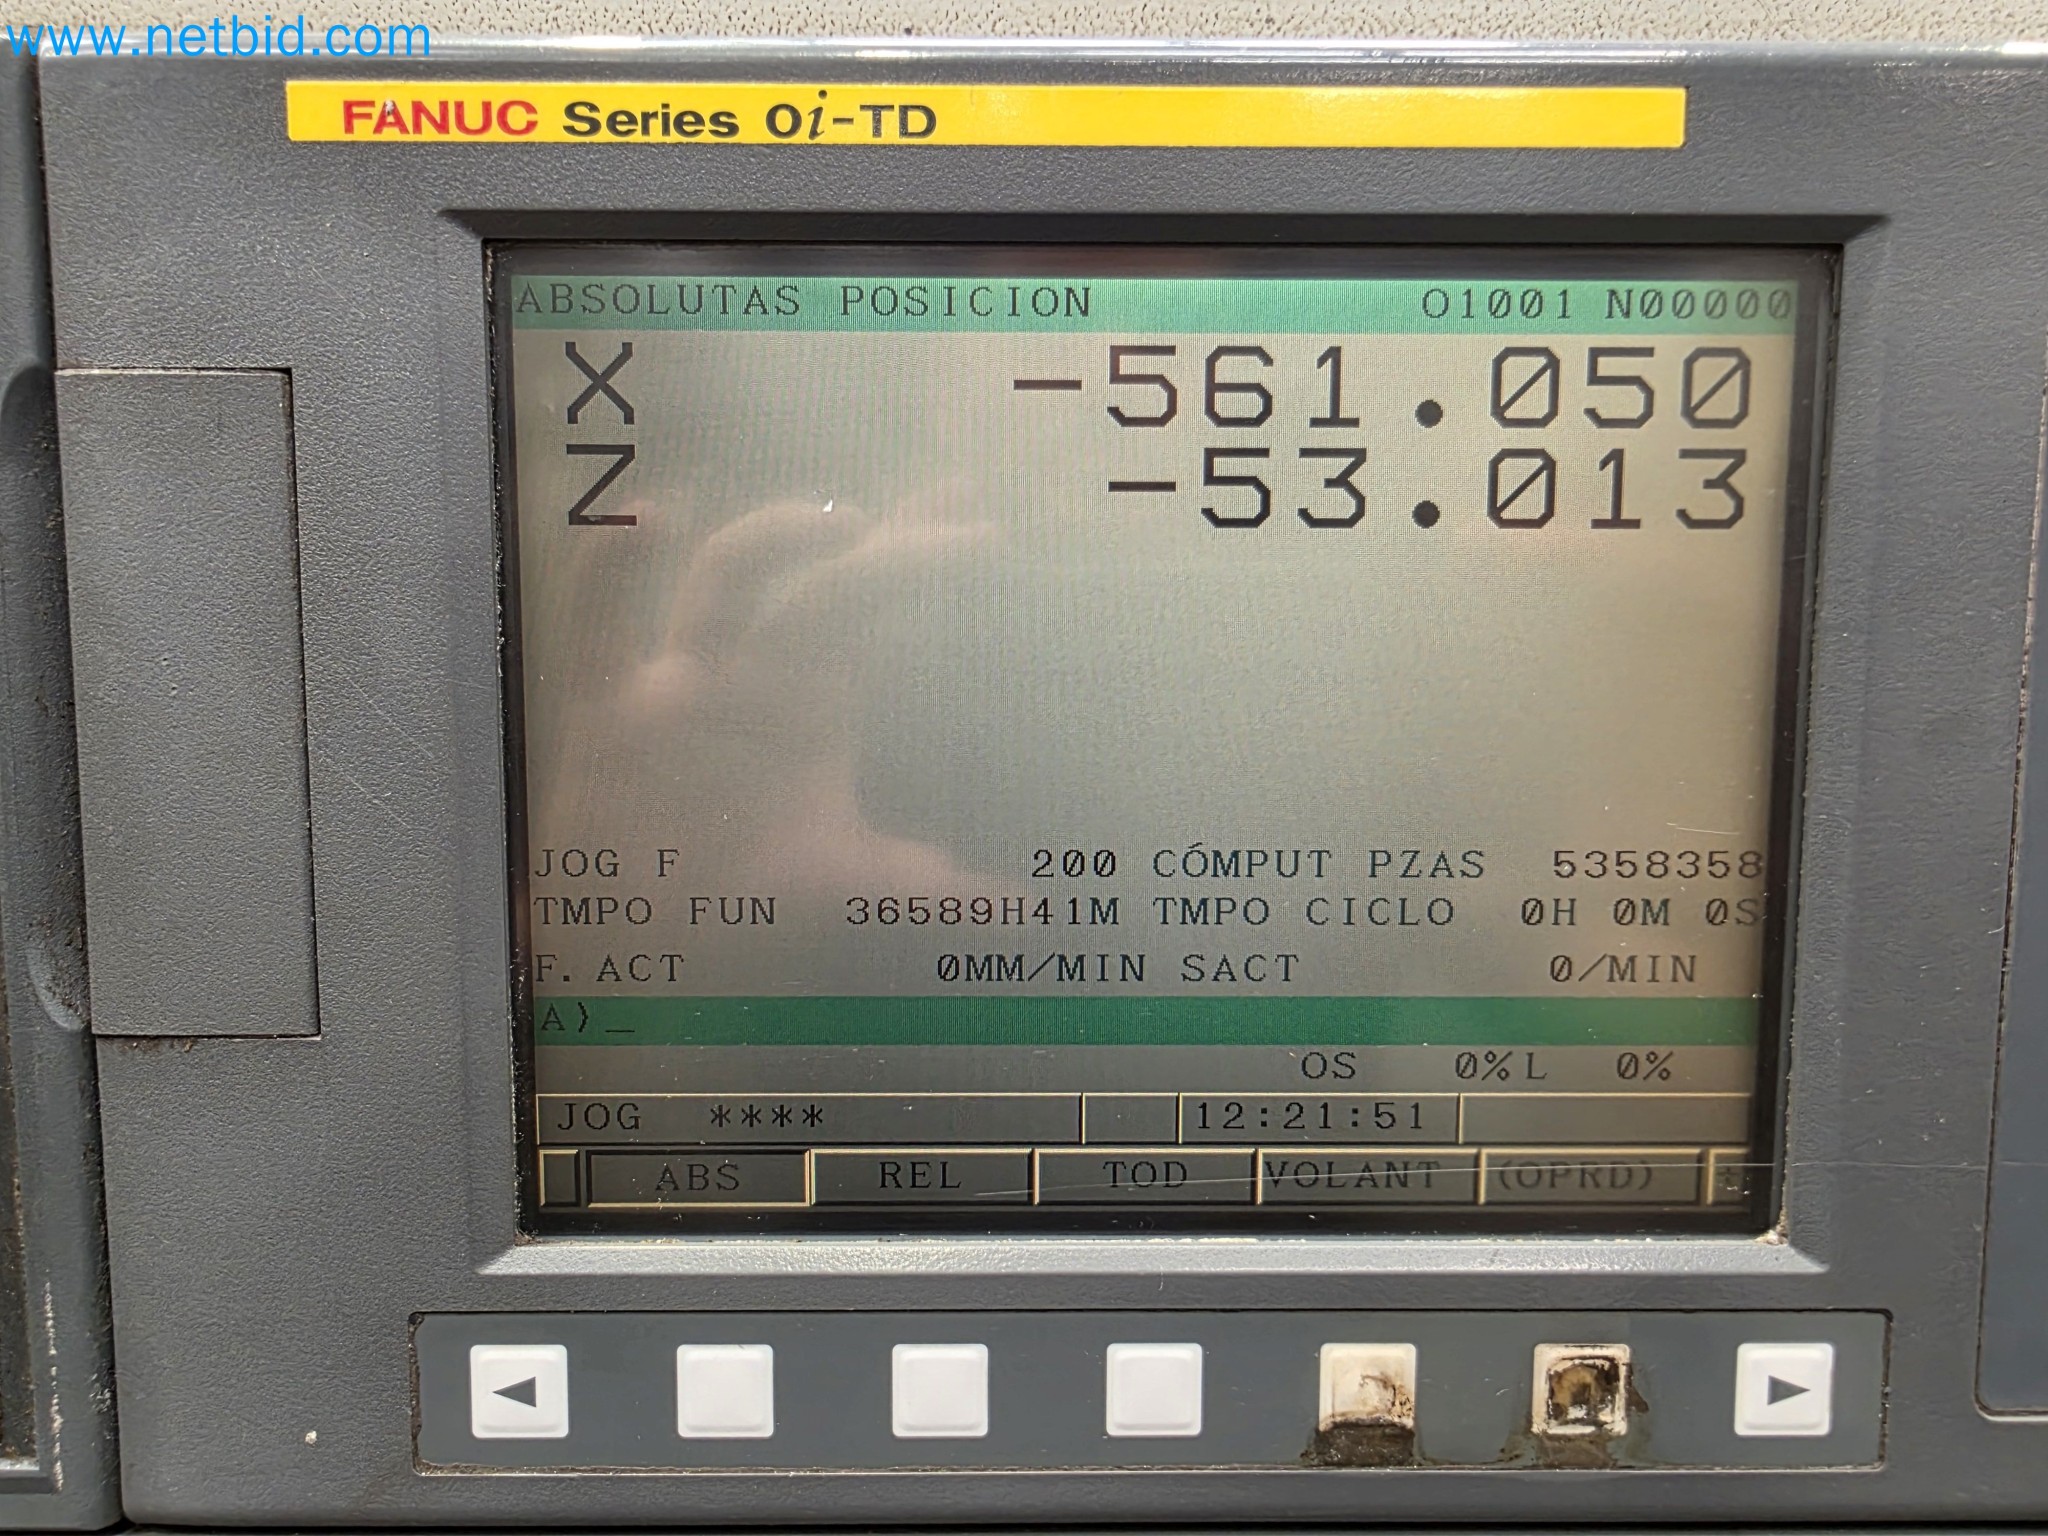 www.netbid.com
FANUC Series 0i-TD
ABSOLUTAS POSICION O1001 N00000
X -561.050
Z -53.013
JOG F 200 CÓMPUT PZAS 5358358
TMPO FUN 36589H41M TMPO CICLO 0H 0M 0S
F. ACT 0MM/MIN SACT 0/MIN
A)_
OS 0% L 0%
JOG **** 12:21:51
ABS REL TOD VOLANT (OPRD)